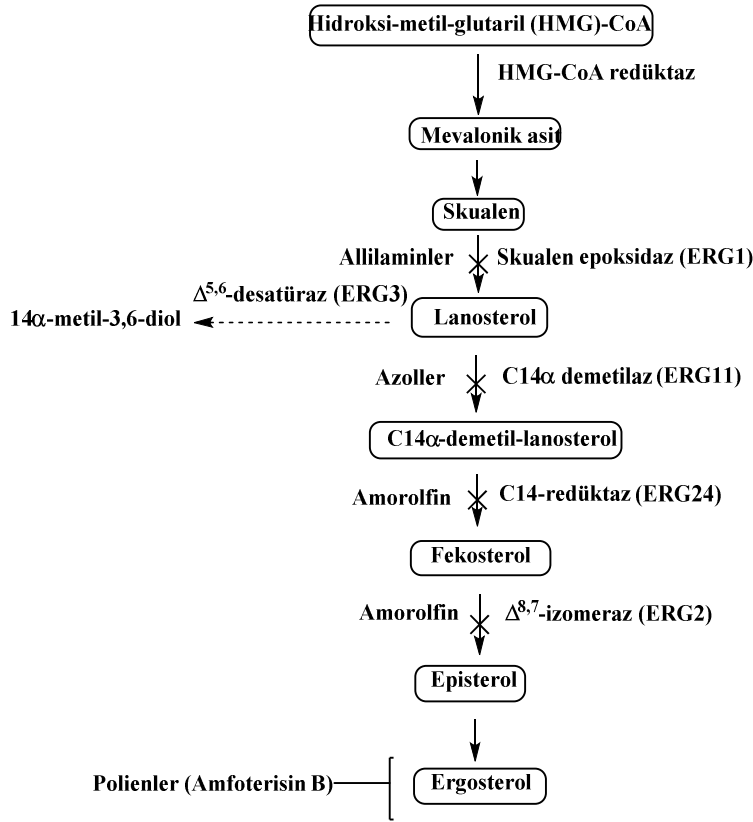 Hidroksi-metil-glutaril (HMG)-CoA
HMG-CoA redüktaz
Mevalonik asit
Skualen
Allilaminler Skualen epoksidaz (ERG1)
Δ5,6-desatüraz (ERG3)
14α-metil-3,6-diol Lanosterol
Azoller C14α demetilaz (ERG11)
C14α-demetil-lanosterol
Amorolfin C14-redüktaz (ERG24)
Fekosterol
Amorolfin Δ8,7-izomeraz (ERG2)
Episterol
Polienler (Amfoterisin B) Ergosterol